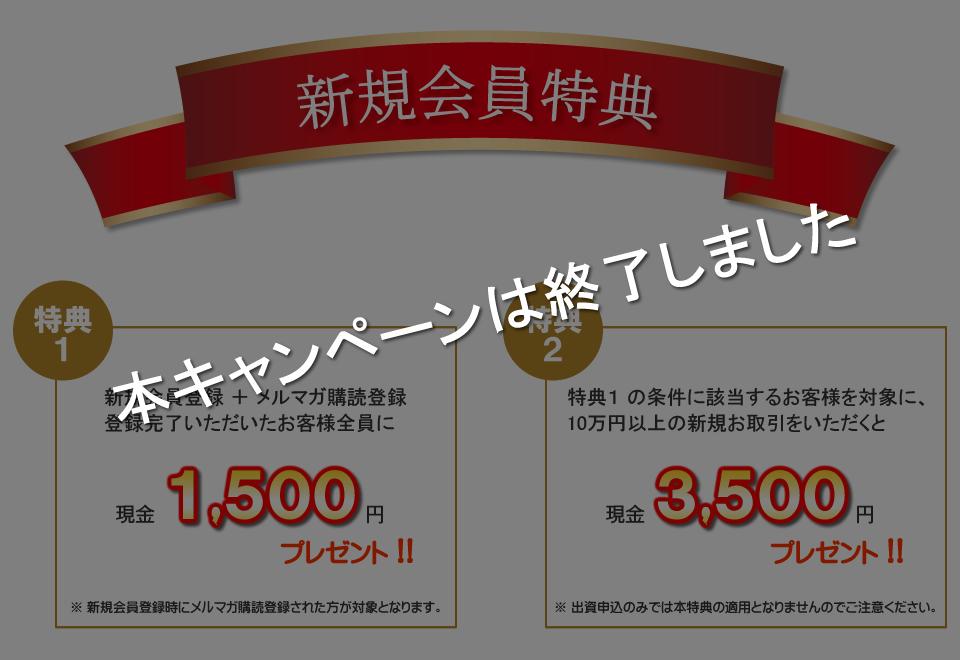 新規会員特典
本キャンペーンは終了しました
特典
1
新規会員登録 ＋ メルマガ購読登録
登録完了いただいたお客様全員に
現金 1,500 円
プレゼント !!
※ 新規会員登録時にメルマガ購読登録された方が対象となります。
特典
2
特典１ の条件に該当するお客様を対象に、
10万円以上の新規お取引をいただくと
現金 3,500 円
プレゼント !!
※ 出資申込のみでは本特典の適用となりませんのでご注意ください。